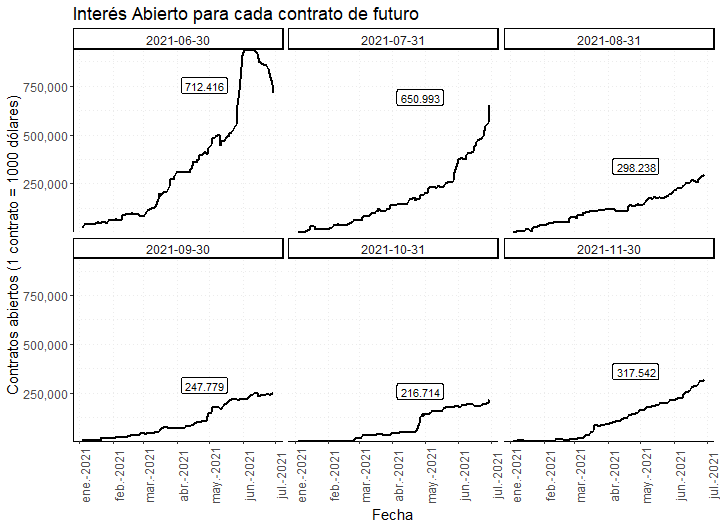 Interés Abierto para cada contrato de futuro
2021-06-30 2021-07-31 2021-08-31
750,000
500,000
250,000
712.416
650.993
298.238
2021-09-30 2021-10-31 2021-11-30
750,000
500,000
250,000
247.779
216.714
317.542
Contratos abiertos (1 contrato = 1000 dólares)
ene.-2021 feb.-2021 mar.-2021 abr.-2021 may.-2021 jun.-2021 jul.-2021
ene.-2021 feb.-2021 mar.-2021 abr.-2021 may.-2021 jun.-2021 jul.-2021
ene.-2021 feb.-2021 mar.-2021 abr.-2021 may.-2021 jun.-2021 jul.-2021
Fecha